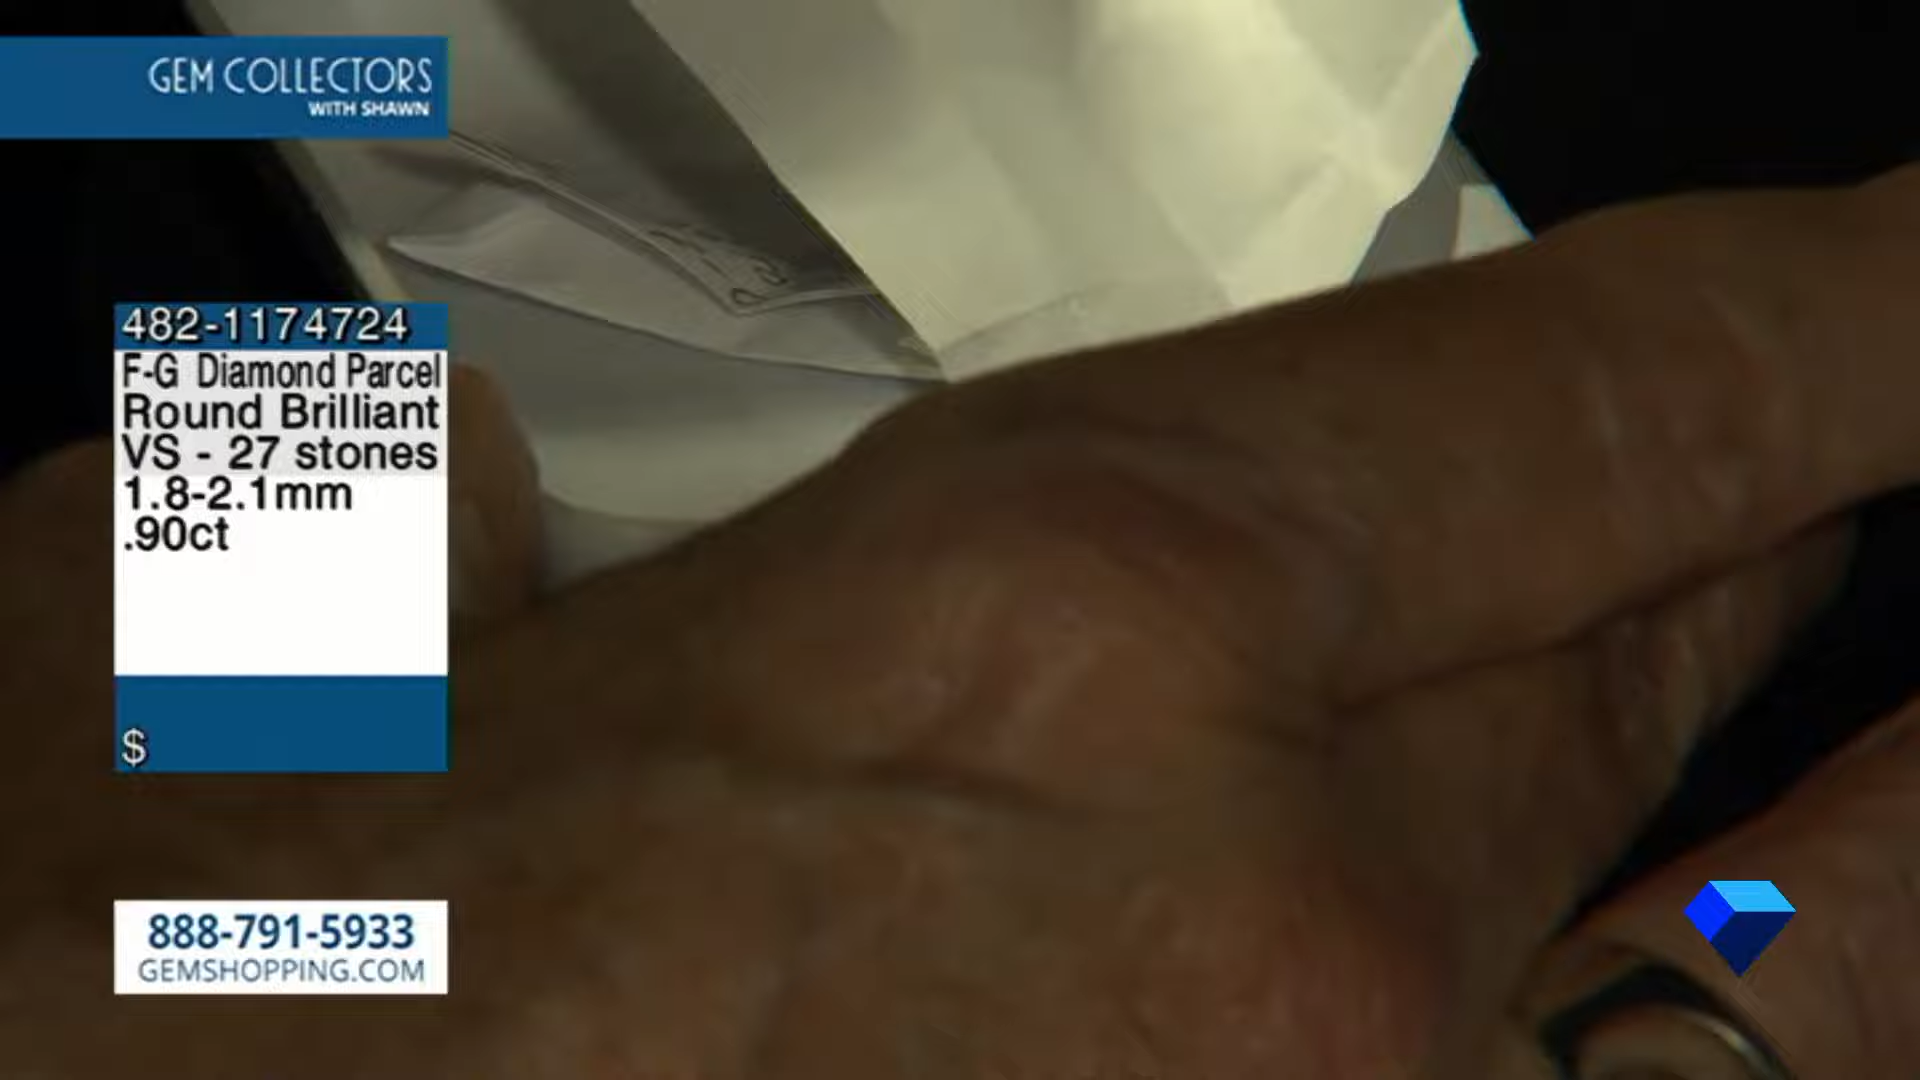 GEM COLLECTORS
WITH SHAWN
482-1174724
F-G Diamond Parcel
Round Brilliant
VS - 27 stones
1.8-2.1mm
.90ct
$
888-791-5933
GEMSHOPPING.COM